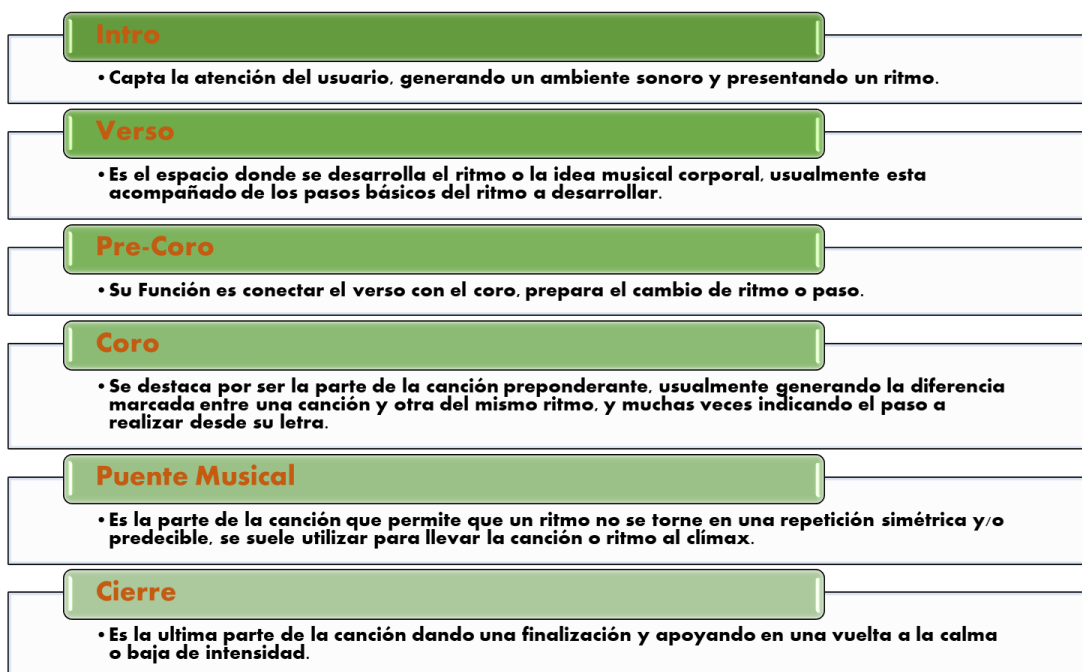 Intro
• Capta la atención del usuario, generando un ambiente sonoro y presentando un ritmo.
Verso
• Es el espacio donde se desarrolla el ritmo o la idea musical corporal, usualmente esta
acompañado de los pasos básicos del ritmo a desarrollar.
Pre-Coro
• Su Función es conectar el verso con el coro, prepara el cambio de ritmo o paso.
Coro
• Se destaca por ser la parte de la canción preponderante, usualmente generando la diferencia
marcada entre una canción y otra del mismo ritmo, y muchas veces indicando el paso a
realizar desde su letra.
Puente Musical
• Es la parte de la canción que permite que un ritmo no se torne en una repetición simétrica y/o
predecible, se suele utilizar para llevar la canción o ritmo al clímax.
Cierre
• Es la ultima parte de la canción dando una finalización y apoyando en una vuelta a la calma
o baja de intensidad.